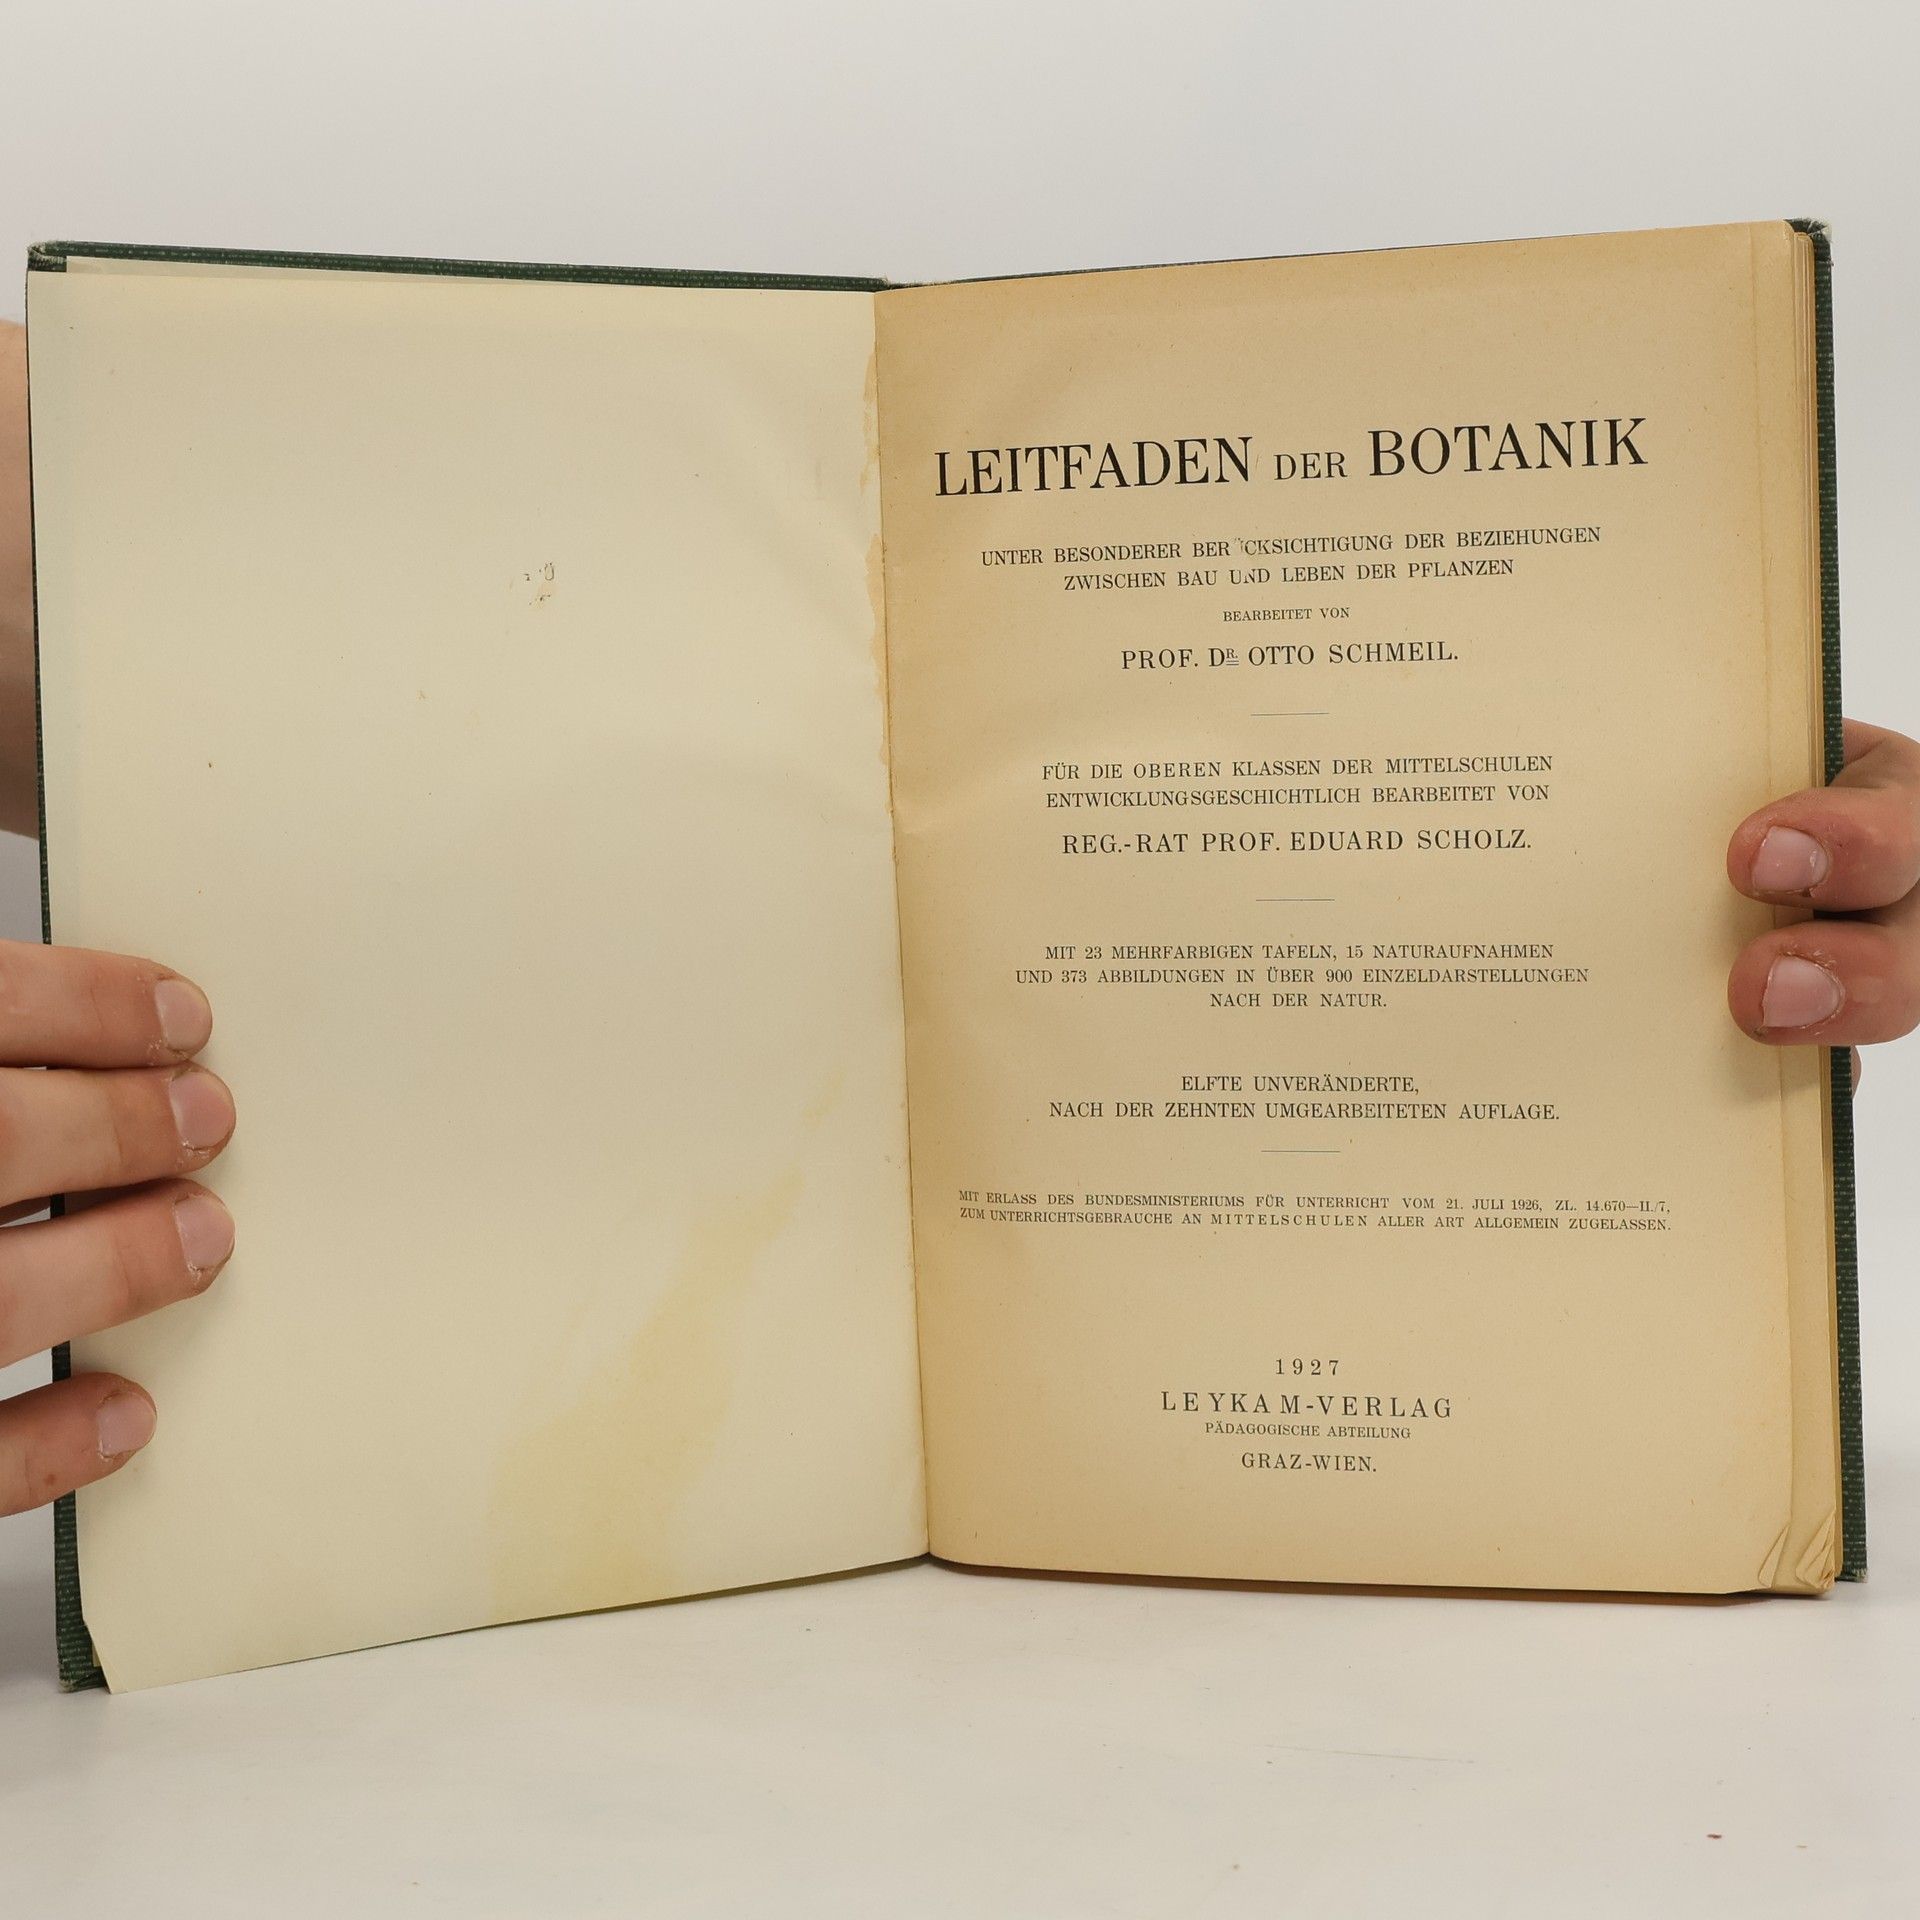 LEITFADEN DER BOTANIK
UNTER BESONDERER BERÜCKSICHTIGUNG DER BEZIEHUNGEN
ZWISCHEN BAU UND LEBEN DER PFLANZEN
BEARBEITET VON
PROF. DR. OTTO SCHMEIL.
FÜR DIE OBEREN KLASSEN DER MITTELSCHULEN
ENTWICKLUNGSGESCHICHTLICH BEARBEITET VON
REG.-RAT PROF. EDUARD SCHOLZ.
MIT 23 MEHRFARBIGEN TAFELN, 15 NATURAUFNAHMEN
UND 373 ABBILDUNGEN IN ÜBER 900 EINZELDARSTELLUNGEN
NACH DER NATUR.
ELFTE UNVERÄNDERTE,
NACH DER ZEHNTEN UMGEARBEITETEN AUFLAGE.
MIT ERLASS DES BUNDESMINISTERIUMS FÜR UNTERRICHT VOM 21. JULI 1926, ZL. 14.670—II./7,
ZUM UNTERRICHTSGEBRAUCHE AN MITTELSCHULEN ALLER ART ALLGEMEIN ZUGELASSEN.
1927
LEYKAM-VERLAG
PÄDAGOGISCHE ABTEILUNG
GRAZ-WIEN.